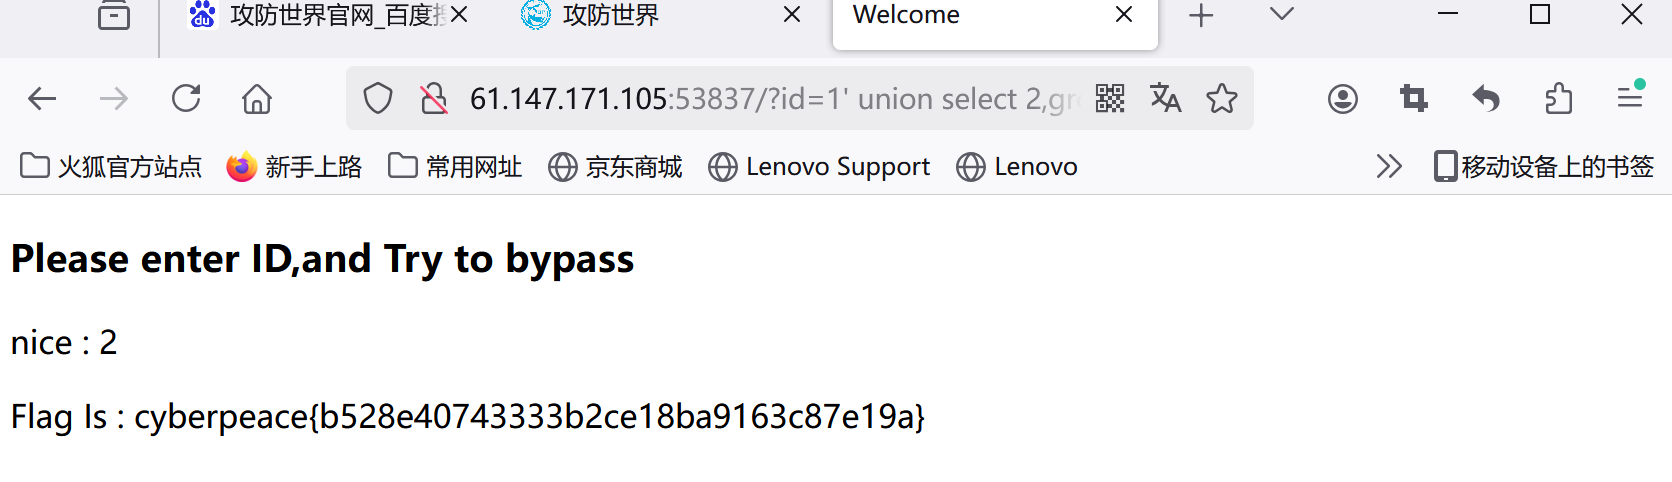 攻防世界官网_百度搜
攻防世界
Welcome
61.147.171.105:53837/?id=1' union select 2,gr
火狐官方站点
新手上路
常用网址
京东商城
Lenovo Support
Lenovo
移动设备上的书签
Please enter ID,and Try to bypass
nice : 2
Flag Is : cyberpeace{b528e40743333b2ce18ba9163c87e19a}